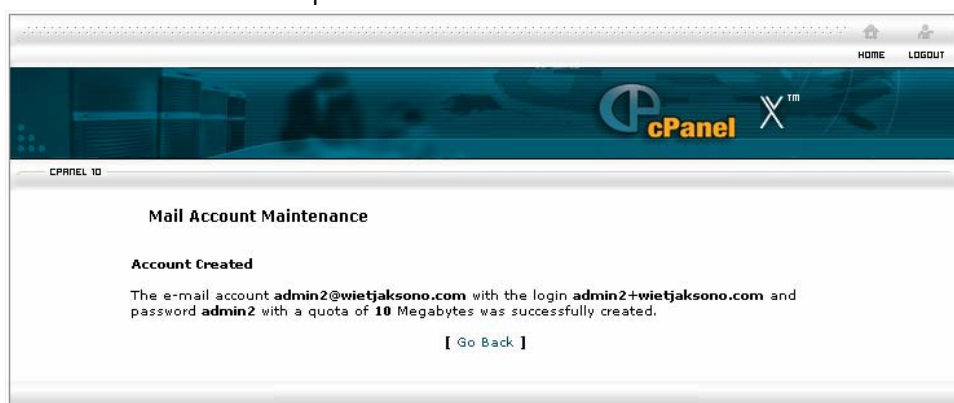 HOME LOGOUT
cPanel X™
CPANEL 10
Mail Account Maintenance
Account Created
The e-mail account admin2@wietjaksono.com with the login admin2+wietjaksono.com and
password admin2 with a quota of 10 Megabytes was successfully created.
[ Go Back ]